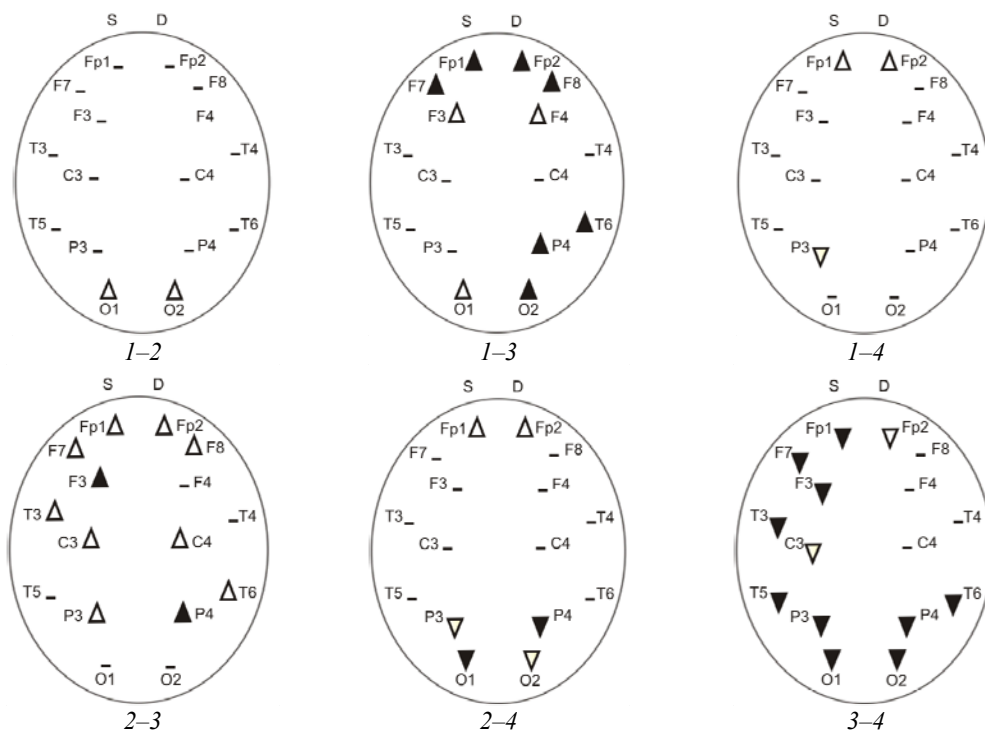 S D S D S D
Fp1 Fp2 Fp1 Fp2 Fp1 Fp2
F7 F8 F7 F8 F7 F8
F3 F4 F3 F4 F3 F4
T3 T4 T3 T4 T3 T4
C3 C4 C3 C4 C3 C4
T5 T6 T5 T6 T5 T6
P3 P4 P3 P4 P3 P4
O1 O2 O1 O2 O1 O2
1–2 1–3 1–4
S D S D S D
Fp1 Fp2 Fp1 Fp2 Fp1 Fp2
F7 F8 F7 F8 F7 F8
F3 F4 F3 F4 F3 F4
T3 T4 T3 T4 T3 T4
C3 C4 C3 C4 C3 C4
T5 T6 T5 T6 T5 T6
P3 P4 P3 P4 P3 P4
O1 O2 O1 O2 O1 O2
2–3 2–4 3–4